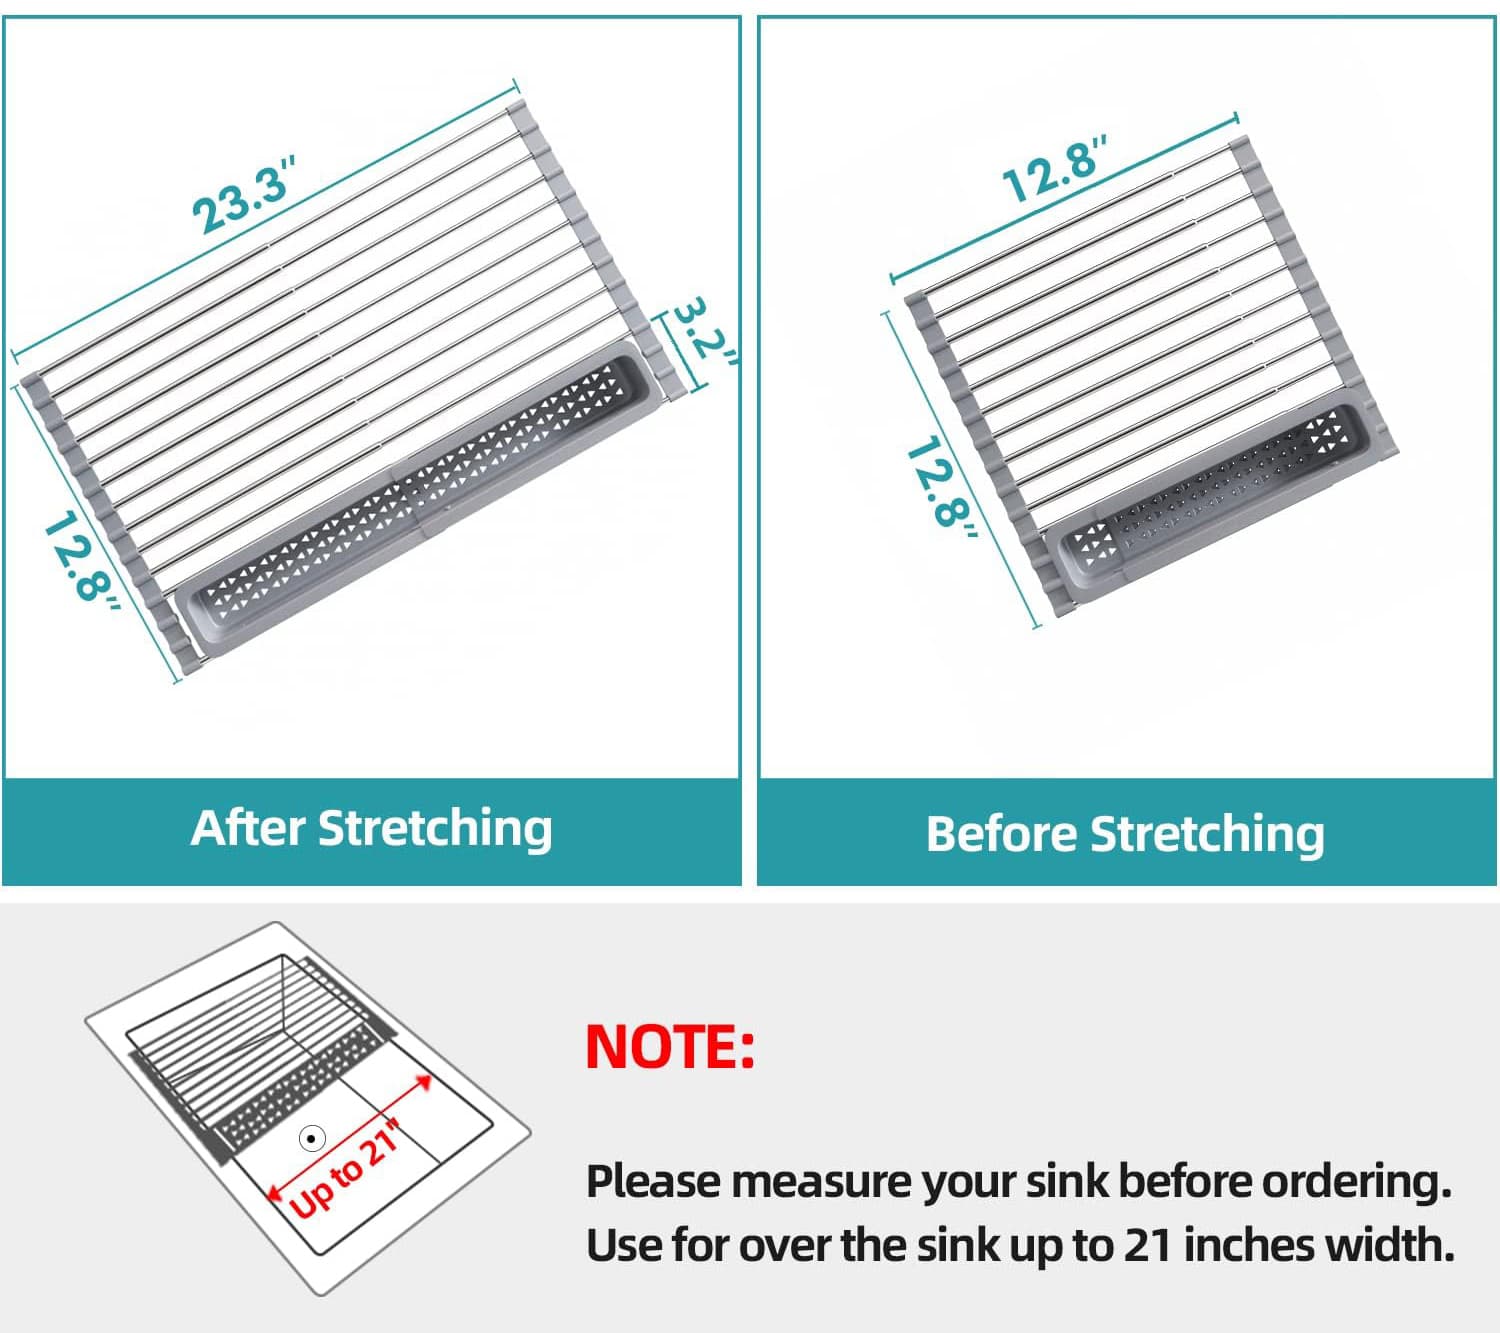 23.3"
3.2"
12.8"
After Stretching
12.8"
12.8"
Before Stretching
Up to 21"
NOTE:
Please measure your sink before ordering.
Use for over the sink up to 21 inches width.